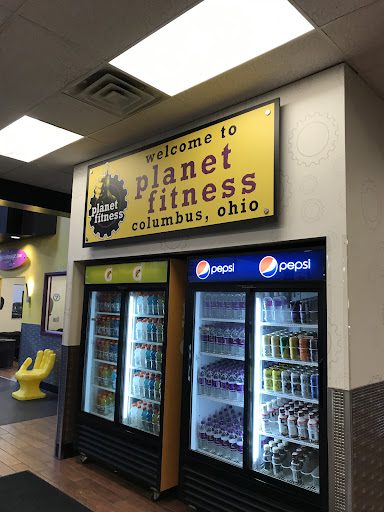 welcome to
planet
fitness
columbus, ohio
planet
fitness
pepsi
pepsi